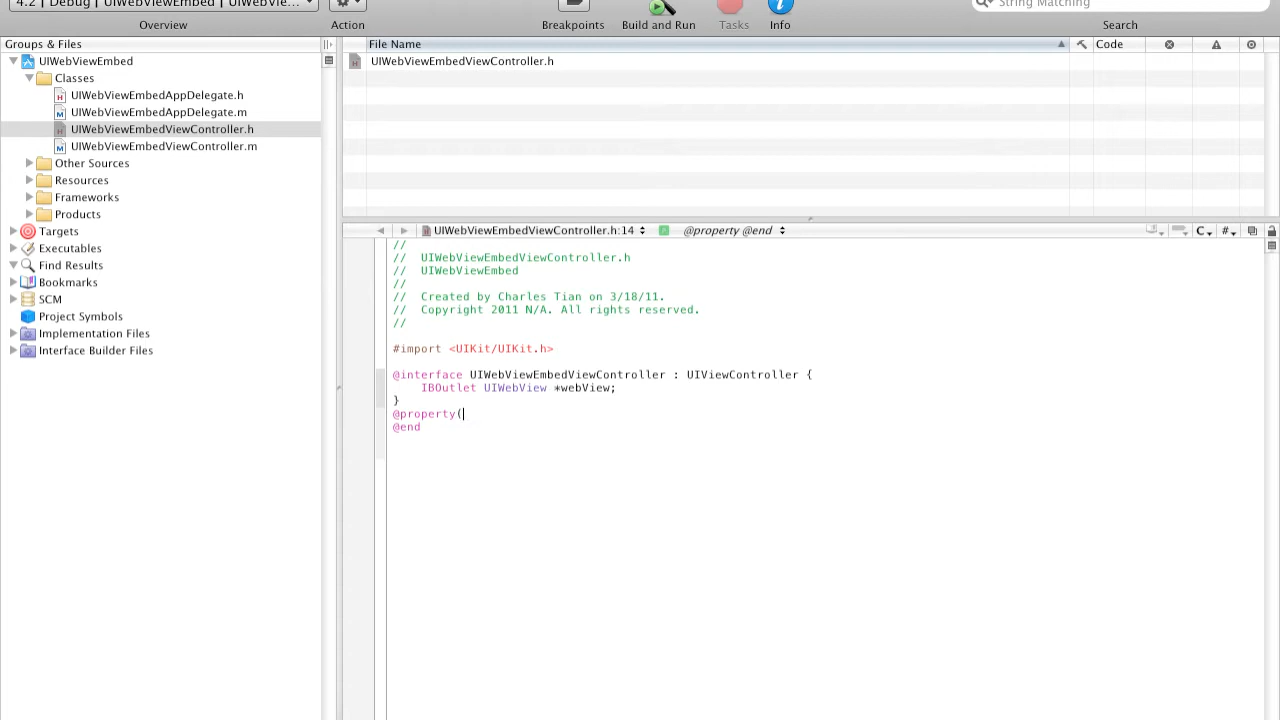 4.2 | Debug | UIWebViewEmbed | UIWebVie...
Overview
Action
Breakpoints
Build and Run
Tasks
Info
String Matching
Search
Groups & Files
UIWebViewEmbed
Classes
UIWebViewEmbedAppDelegate.h
UIWebViewEmbedAppDelegate.m
UIWebViewEmbedViewController.h
UIWebViewEmbedViewController.m
Other Sources
Resources
Frameworks
Products
Targets
Executables
Find Results
Bookmarks
SCM
Project Symbols
Implementation Files
Interface Builder Files
File Name
Code
UIWebViewEmbedViewController.h
UIWebViewEmbedViewController.h:14
@property @end
C
#
//
//  UIWebViewEmbedViewController.h
//  UIWebViewEmbed
//
//  Created by Charles Tian on 3/18/11.
//  Copyright 2011 N/A. All rights reserved.
//
#import <UIKit/UIKit.h>
@interface UIWebViewEmbedViewController : UIViewController {
IBOutlet UIWebView *webView;
}
@property(
@end